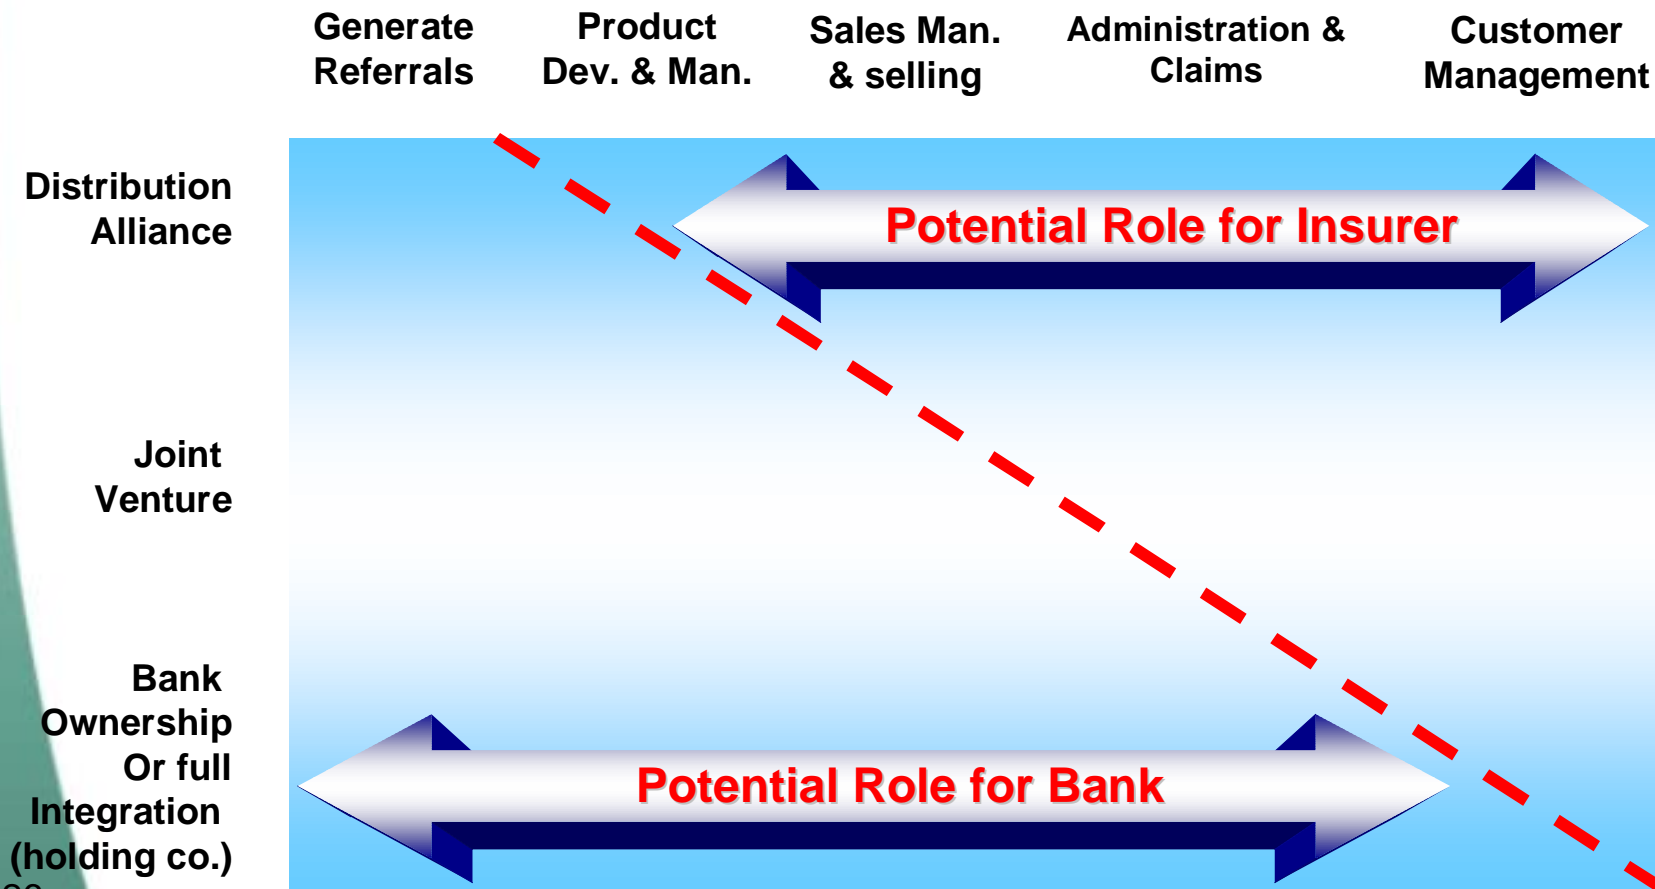 Generate
Referrals
Product
Dev. & Man.
Sales Man.
& selling
Administration &
Claims
Customer
Management
Distribution
Alliance
Potential Role for Insurer
Joint
Venture
Bank
Ownership
Or full
Integration
(holding co.)
Potential Role for Bank